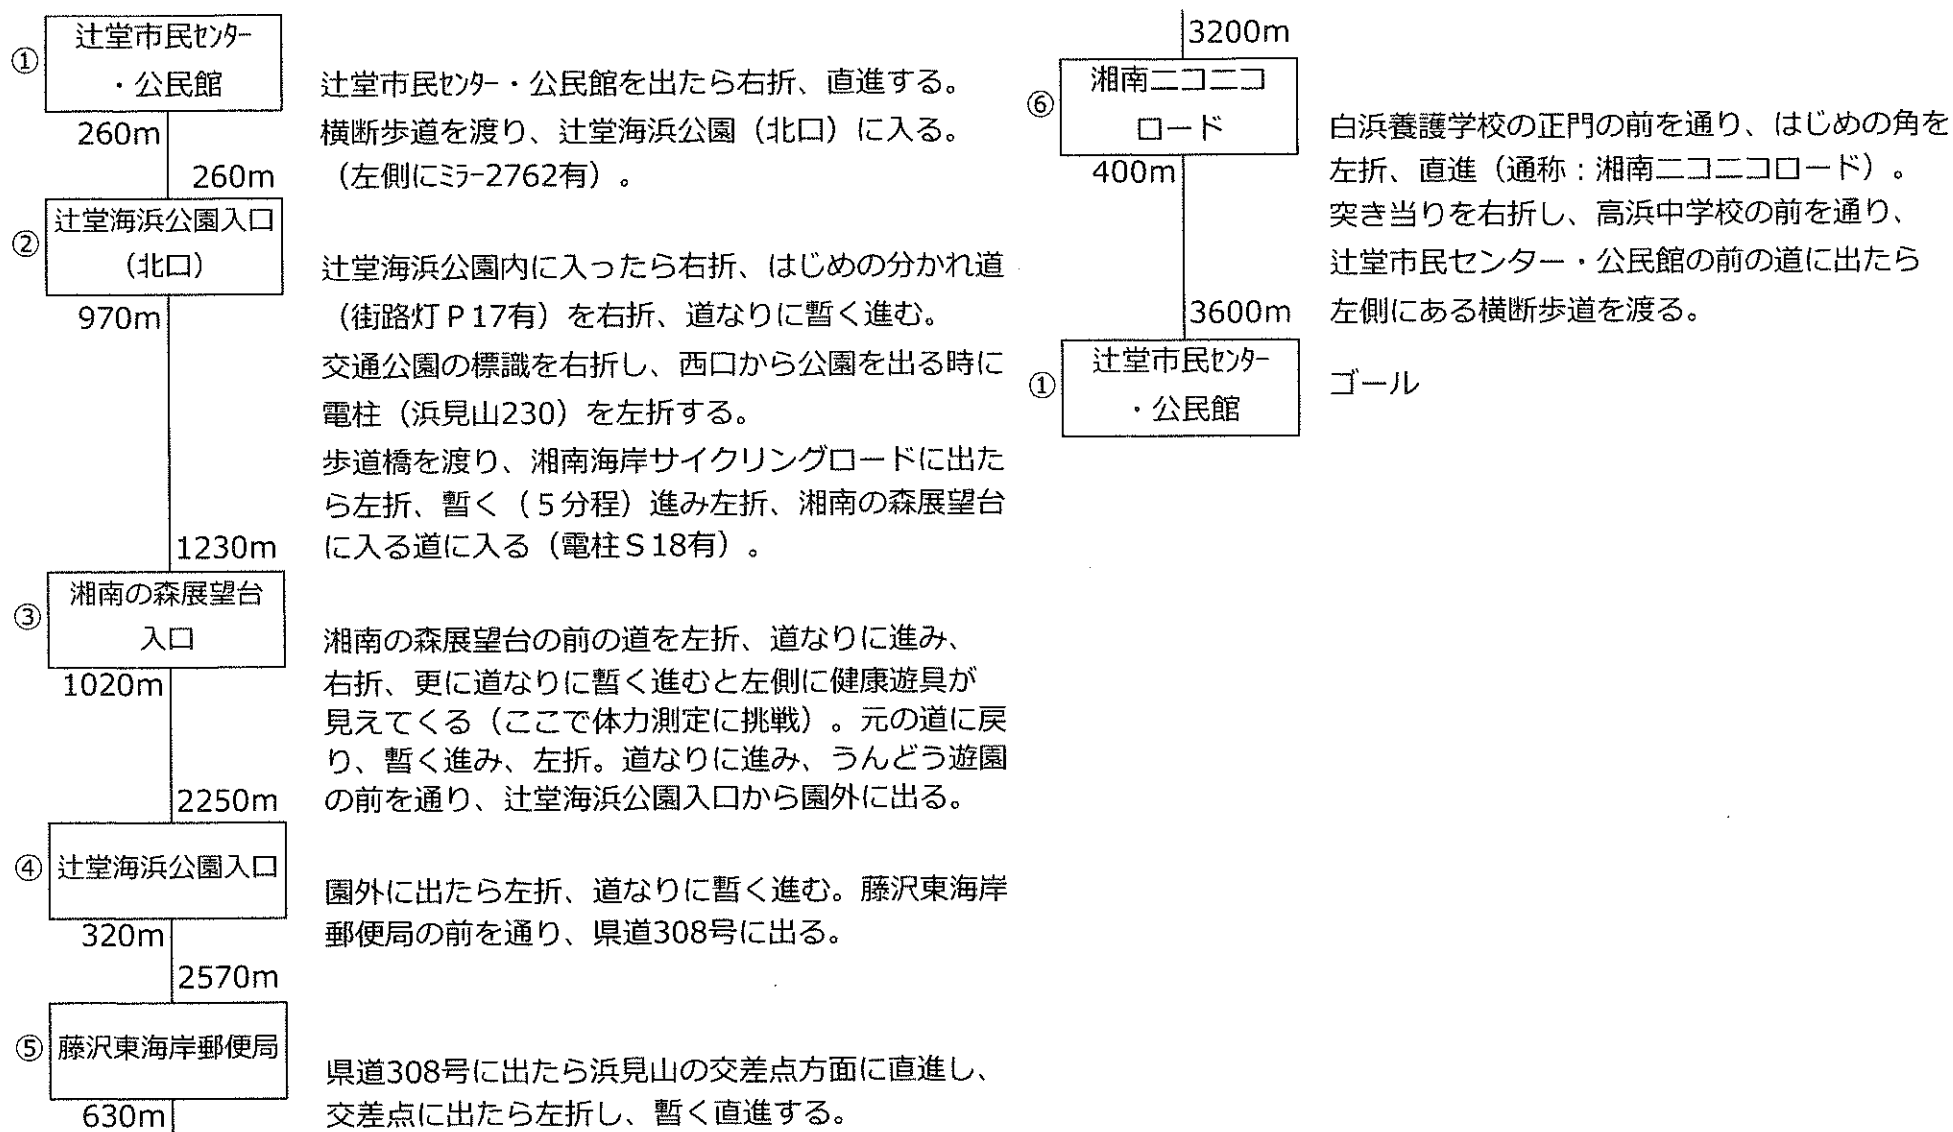 ①
辻堂市民ｾﾝﾀｰ
・公民館
辻堂市民ｾﾝﾀｰ・公民館を出たら右折、直進する。
横断歩道を渡り、辻堂海浜公園（北口）に入る。
（左側にﾐﾗｰ2762有）。
260m
260m
②
辻堂海浜公園入口
（北口）
辻堂海浜公園内に入ったら右折、はじめの分かれ道
（街路灯Ｐ17有）を右折、道なりに暫く進む。
交通公園の標識を右折し、西口から公園を出る時に
電柱（浜見山230）を左折する。
歩道橋を渡り、湘南海岸サイクリングロードに出た
ら左折、暫く（５分程）進み左折、湘南の森展望台
に入る道に入る（電柱Ｓ18有）。
970m
1230m
③
湘南の森展望台
入口
湘南の森展望台の前の道を左折、道なりに進み、
右折、更に道なりに暫く進むと左側に健康遊具が
見えてくる（ここで体力測定に挑戦）。元の道に戻
り、暫く進み、左折。道なりに進み、うんどう遊園
の前を通り、辻堂海浜公園入口から園外に出る。
1020m
2250m
④
辻堂海浜公園入口
園外に出たら左折、道なりに暫く進む。藤沢東海岸
郵便局の前を通り、県道308号に出る。
320m
2570m
⑤
藤沢東海岸郵便局
県道308号に出たら浜見山の交差点方面に直進し、
交差点に出たら左折し、暫く直進する。
630m
3200m
⑥
湘南ニコニコ
ロード
白浜養護学校の正門の前を通り、はじめの角を
左折、直進（通称：湘南ニコニコロード）。
突き当りを右折し、高浜中学校の前を通り、
辻堂市民センター・公民館の前の道に出たら
左側にある横断歩道を渡る。
400m
3600m
①
辻堂市民ｾﾝﾀｰ
・公民館
ゴール